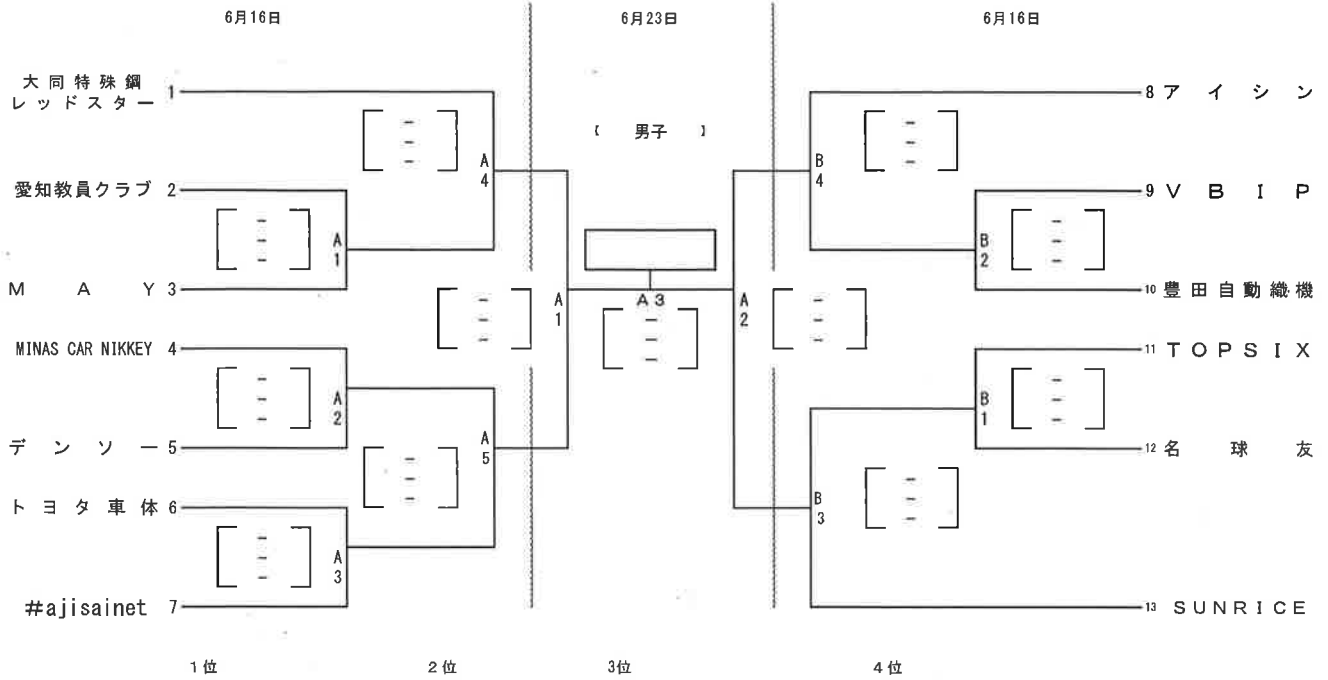 6月16日
6月23日
6月16日
大同特殊鋼
レッドスター 1
8 アイシン
【 男子 】
[ - - - ]
A4
B4
[ - - - ]
愛知教員クラブ 2
9 VBIP
[ - - - ]
A1
B2
[ - - - ]
MAY 3
10 豊田自動織機
[ - - - ]
A1
A3
[ - - - ]
A2
[ - - - ]
MINAS CAR NIKKEY 4
11 TOPSIX
[ - - - ]
A2
B1
[ - - - ]
デンソー 5
12 名球友
[ - - - ]
A5
B3
[ - - - ]
トヨタ車体 6
[ - - - ]
A3
#ajisainet 7
13 SUNRICE
1位
2位
3位
4位